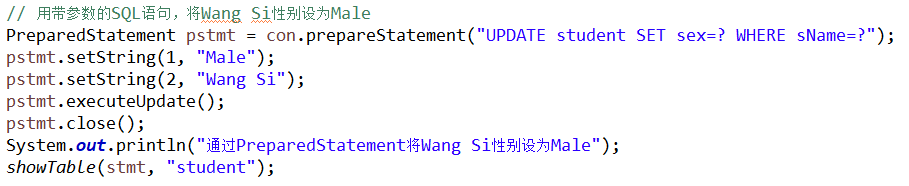 // 用带参数的SQL语句，将Wang Si性别设为Male
PreparedStatement pstmt = con.prepareStatement("UPDATE student SET sex=? WHERE sName=?");
pstmt.setString(1, "Male");
pstmt.setString(2, "Wang Si");
pstmt.executeUpdate();
pstmt.close();
System.out.println("通过PreparedStatement将Wang Si性别设为Male");
showTable(stmt, "student");